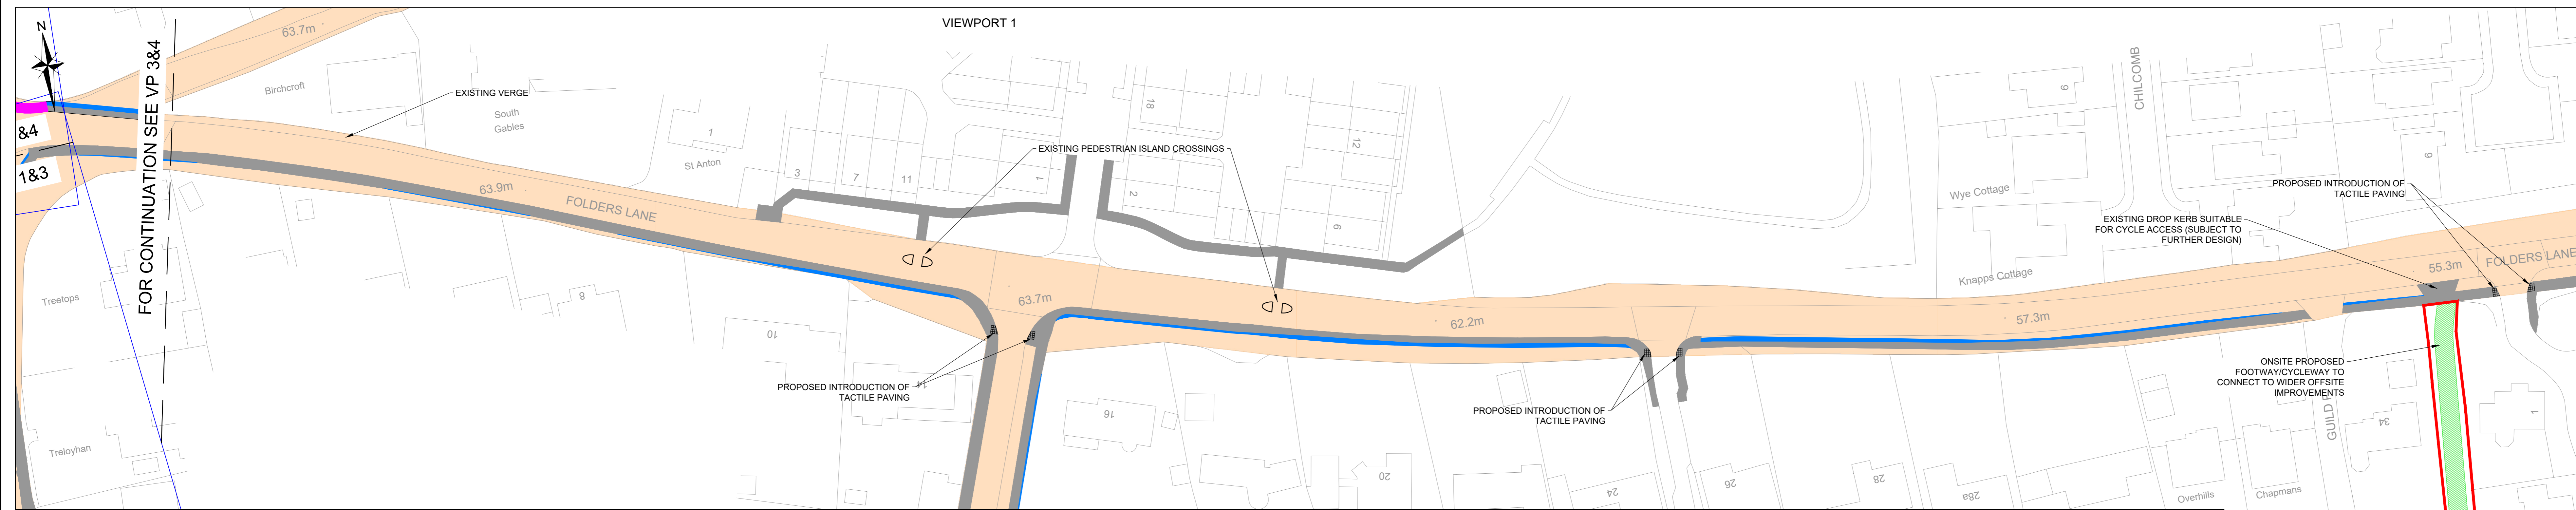 VIEWPORT 1
N
63.7m
FOR CONTINUATION SEE VP 3&4
Birchcroft
EXISTING VERGE
South
Gables
&4
1&3
1
St Anton
3
7
11
1
18
2
12
6
EXISTING PEDESTRIAN ISLAND CROSSINGS
63.9m
FOLDERS LANE
63.7m
62.2m
57.3m
Wye Cottage
Knapps Cottage
9
CHILCOMB
9
PROPOSED INTRODUCTION OF
TACTILE PAVING
EXISTING DROP KERB SUITABLE
FOR CYCLE ACCESS (SUBJECT TO
FURTHER DESIGN)
55.3m
FOLDERS LANE
Treetops
Treloyhan
8
10
14
PROPOSED INTRODUCTION OF
TACTILE PAVING
16
20
PROPOSED INTRODUCTION OF
TACTILE PAVING
24
26
28
28a
Overhills
Chapmans
GUILD
34
1
ONSITE PROPOSED
FOOTWAY/CYCLEWAY TO
CONNECT TO WIDER OFFSITE
IMPROVEMENTS